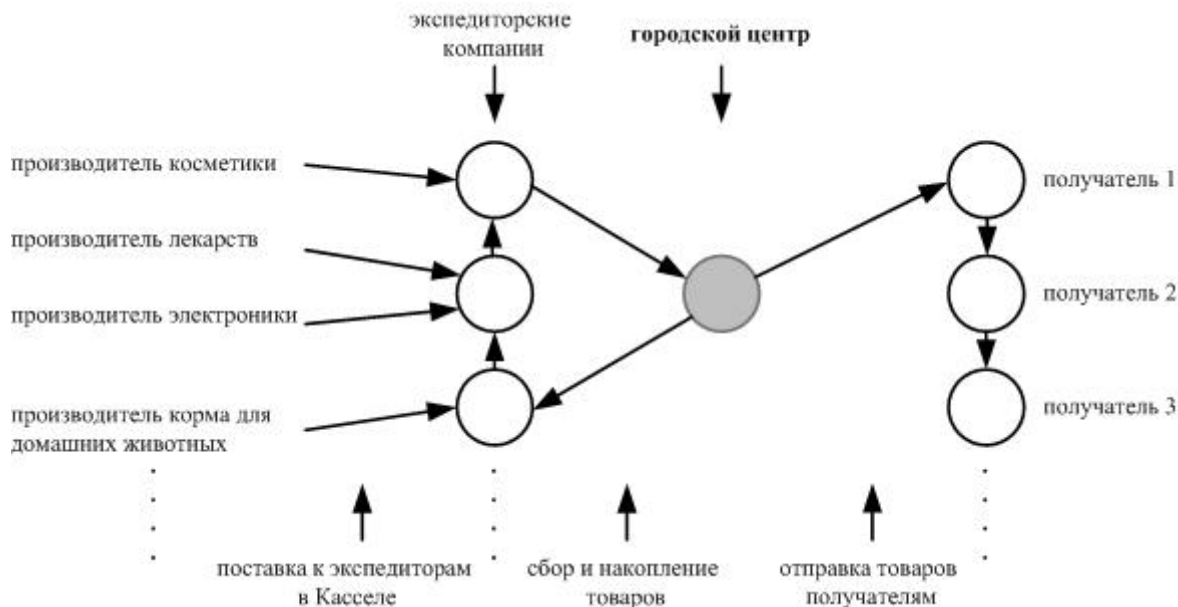 экспедиторские
компании
городской центр
производитель косметики
получатель 1
производитель лекарств
получатель 2
производитель электроники
производитель корма для
домашних животных
получатель 3
поставка к экспедиторам
в Касселе
сбор и накопление
товаров
отправка товаров
получателям